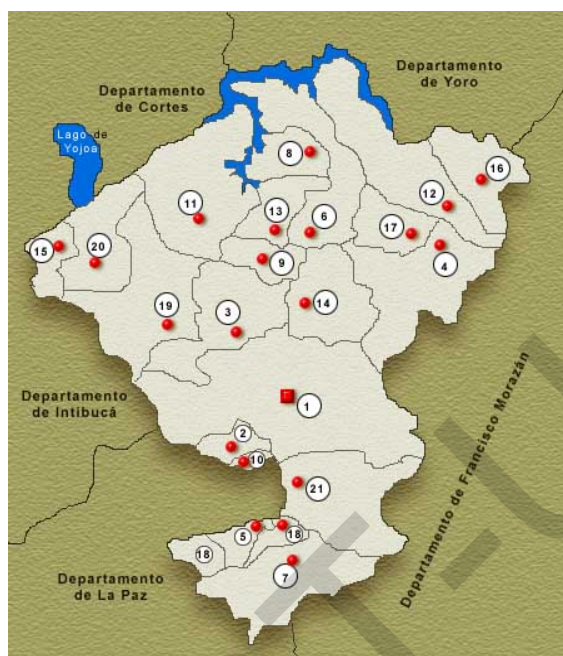 Departamento
de Yoro
Departamento
de Cortes
Lago de
Yojoa
8
16
12
11
13
6
17
15
20
4
9
19
3
14
1
Departamento
de Intibucá
2
10
21
5
18
18
7
Departamento
de La Paz
Departamento de Francisco Morazán